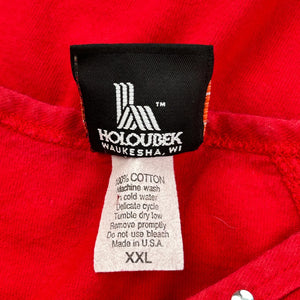 TM
HOLOUBEK
WAUKESHA, WI
100% COTTON
Machine wash
in cold water
Delicate cycle
Tumble dry low
Remove promptly
Do not use bleach
Made in U.S.A.
XXL